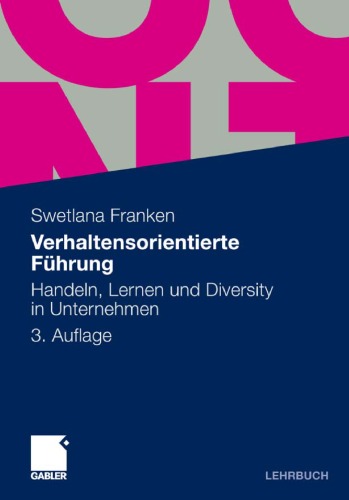 Swetlana Franken
Verhaltensorientierte
Führung
Handeln, Lernen und Diversity
in Unternehmen
3. Auflage
GABLER
LEHRBUCH